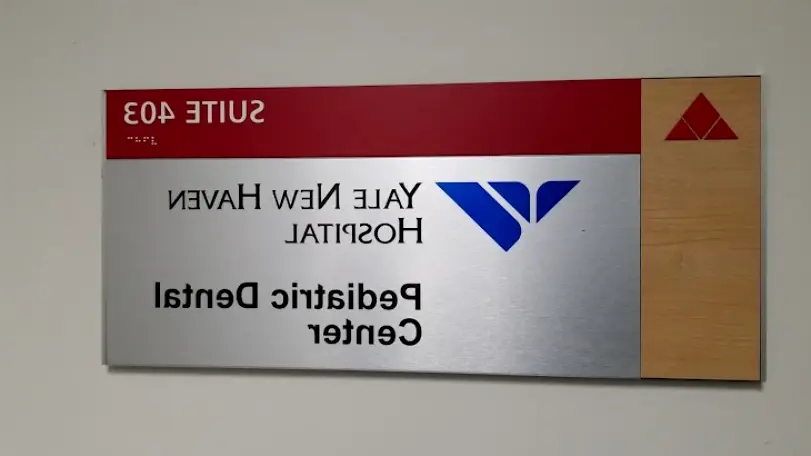 SUITE 403
YALE NEW HAVEN
HOSPITAL
Pediatric Dental
Center